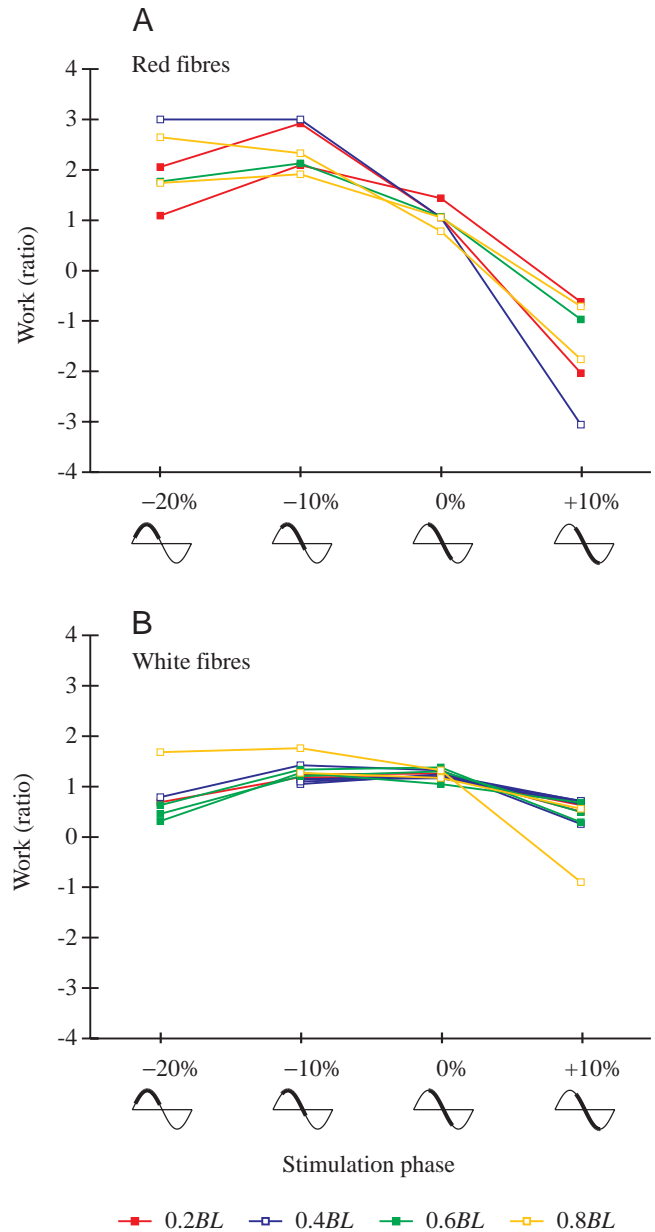 A
Red fibres
4
3
2
1
0
-1
-2
-3
-4
Work (ratio)
−20% −10% 0% +10%
B
White fibres
4
3
2
1
0
-1
-2
-3
-4
Work (ratio)
−20% −10% 0% +10%
Stimulation phase
0.2BL 0.4BL 0.6BL 0.8BL